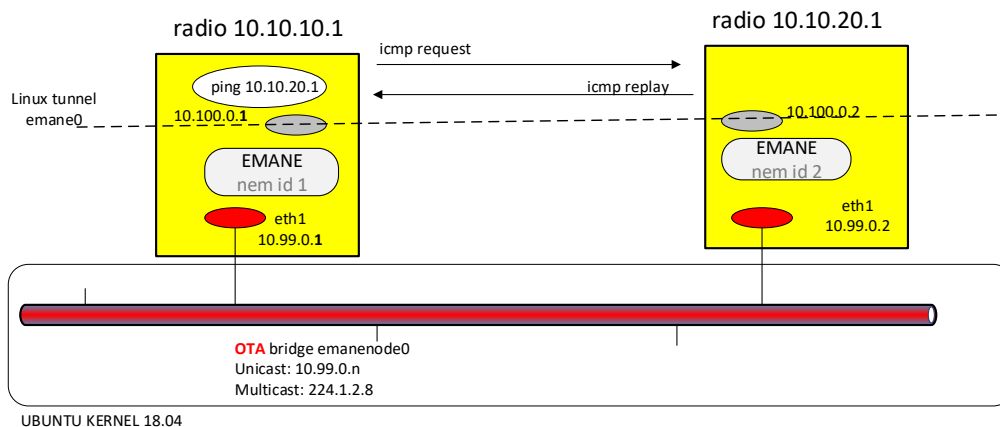 radio 10.10.10.1
radio 10.10.20.1
icmp request
icmp replay
ping 10.10.20.1
Linux tunnel
emane0
10.100.0.1
10.100.0.2
EMANE
nem id 1
EMANE
nem id 2
eth1
10.99.0.1
eth1
10.99.0.2
OTA bridge emanenode0
Unicast: 10.99.0.n
Multicast: 224.1.2.8
UBUNTU KERNEL 18.04